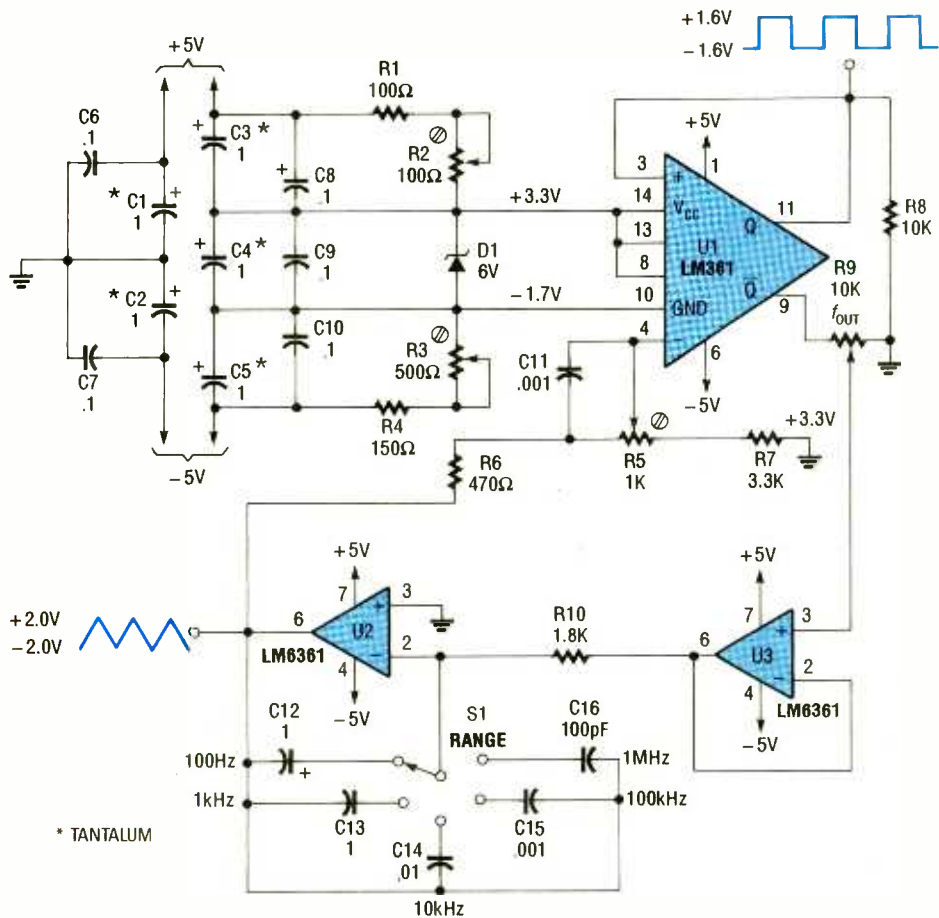 +1.6V
−1.6V
+5V
C6
.1
* C1 +
1
* C2 +
1
C7
.1
−5V
+ C3 *
1
+ C4 *
1
+ C5 *
1
+ C8
.1
C9
.1
C10
.1
R1
100Ω
R2
100Ω
+3.3V
D1
6V
−1.7V
R3
500Ω
R4
150Ω
+5V
1
3 +
14 VCC
13
8
10 GND
4 −
U1
LM361
Q 11
Q̄ 9
6
−5V
R8
10K
R9
10K
fOUT
C11
.001
R6
470Ω
R5
1K
+3.3V
R7
3.3K
+2.0V
−2.0V
+5V
7
3 +
2 −
6
U2
4
LM6361
−5V
R10
1.8K
+5V
7
6
3 +
2 −
U3
4
LM6361
−5V
S1
RANGE
100Hz
C12
1
+
1kHz
C13
1
C14
.01
10kHz
C15
.001
100kHz
C16
100pF
1MHz
* TANTALUM